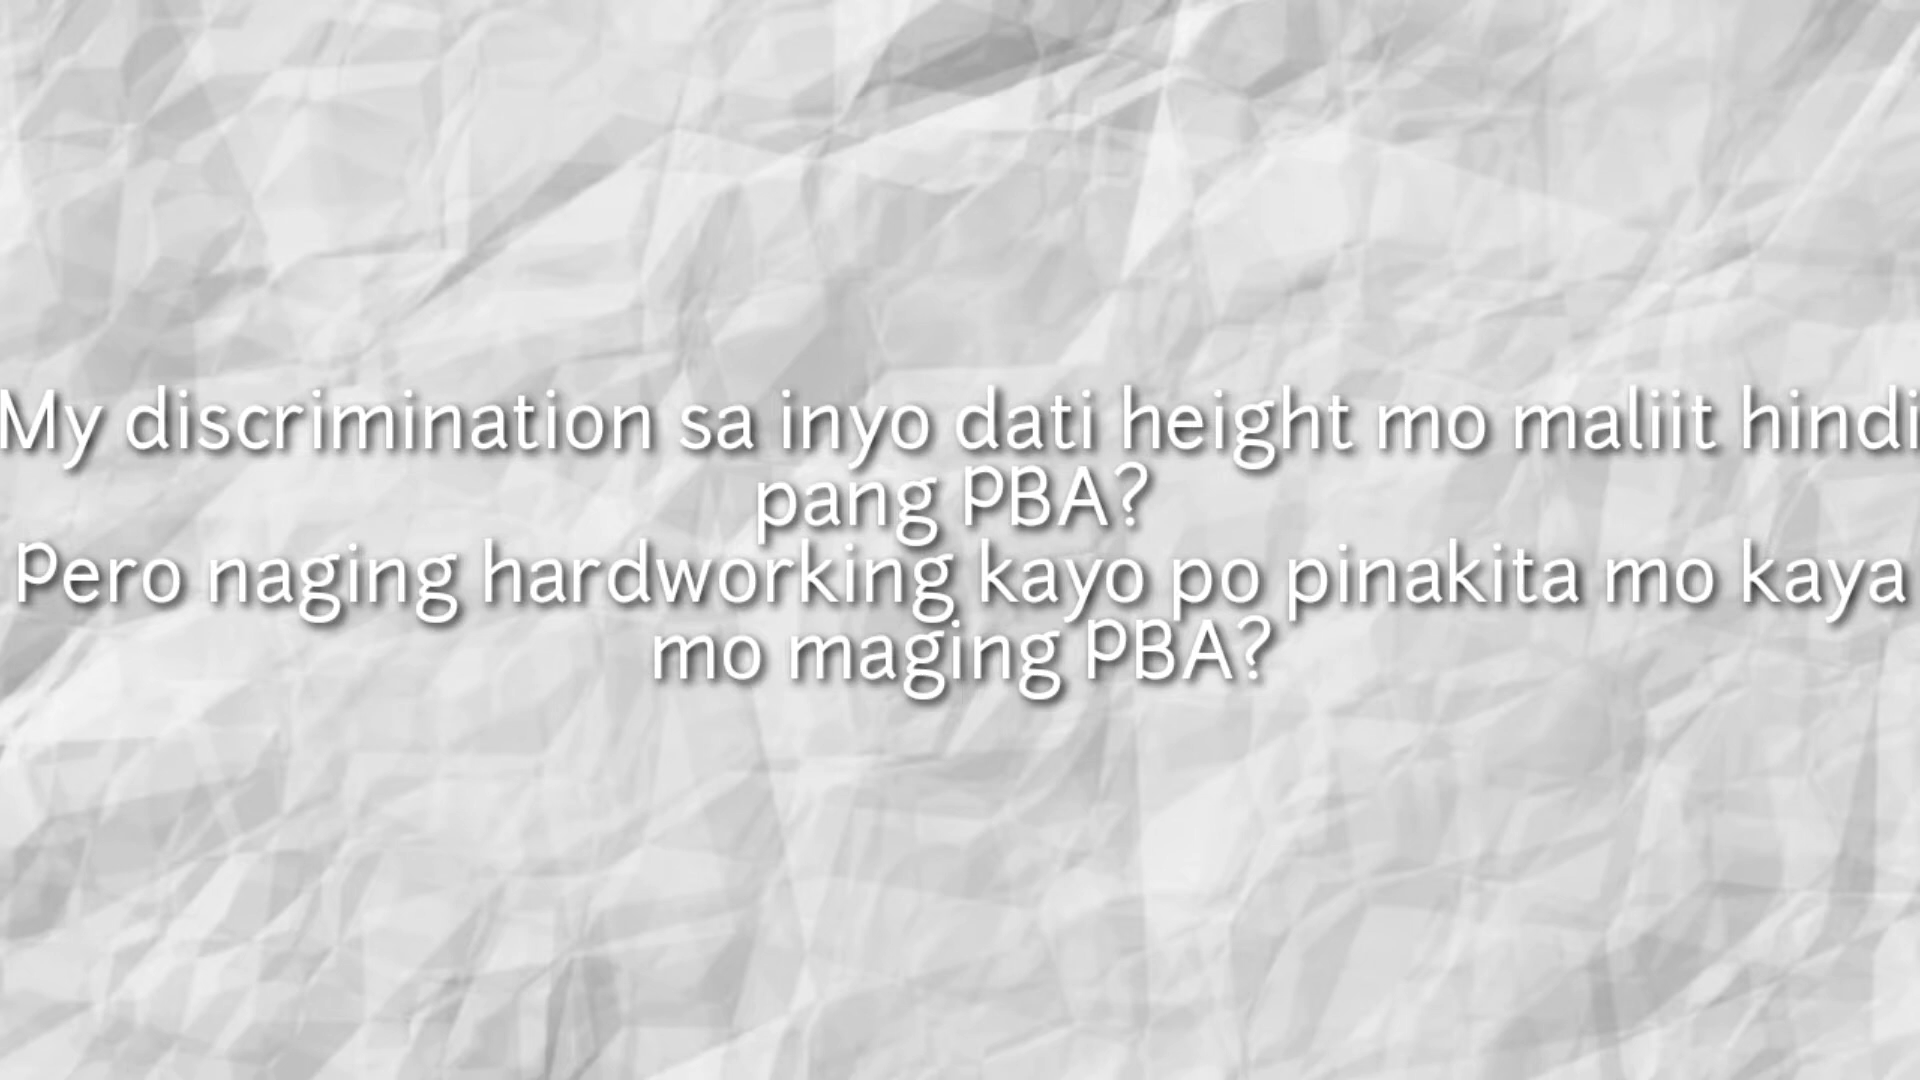 My discrimination sa inyo dati height mo maliit hindi
pang PBA?
Pero naging hardworking kayo po pinakita mo kaya
mo maging PBA?